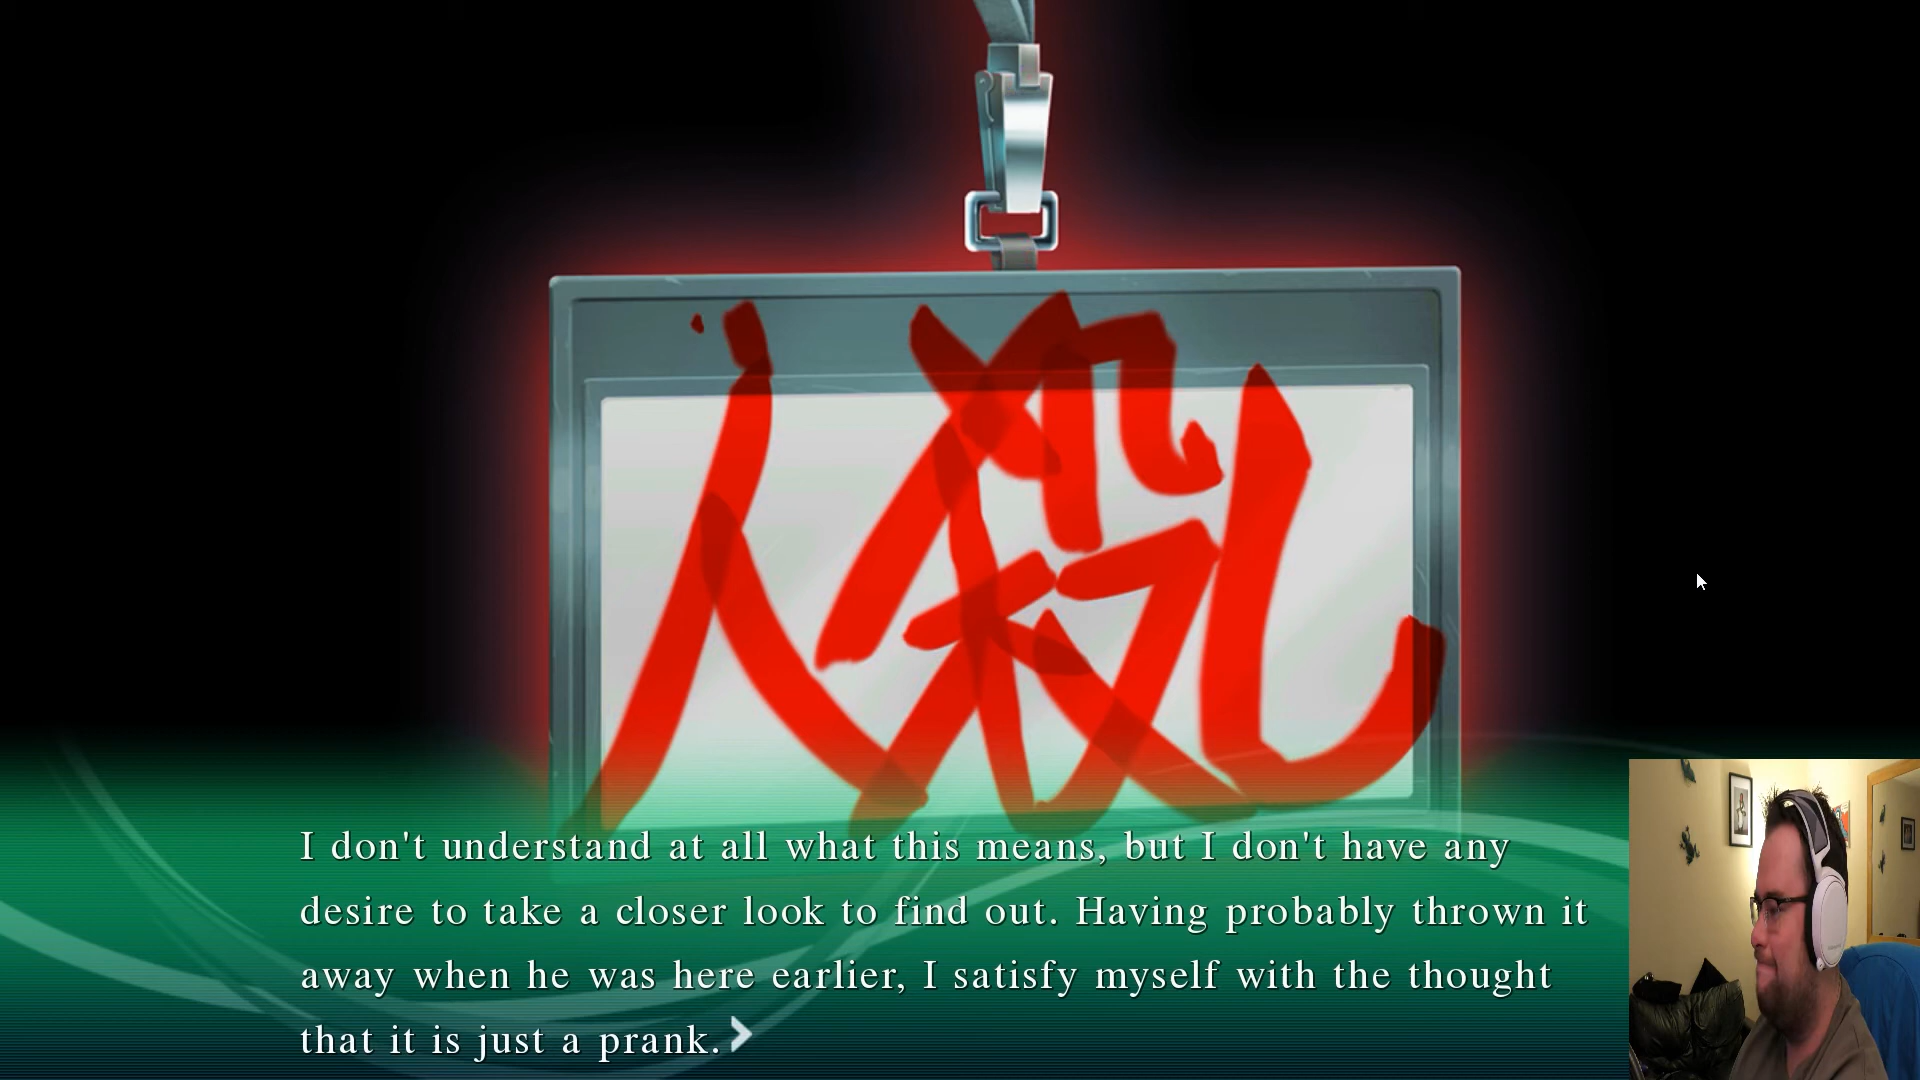 人殺し
I don't understand at all what this means, but I don't have any
desire to take a closer look to find out. Having probably thrown it
away when he was here earlier, I satisfy myself with the thought
that it is just a prank.